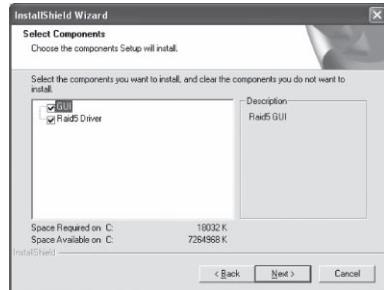 InstallShield Wizard
Select Components
Choose the components Setup will install.
Select the components you want to install, and clear the components you do not want to
install.
GUI
Raid5 Driver
Description
Raid5 GUI
Space Required on C: 18032 K
Space Available on C: 7264968 K
InstallShield
< Back Next > Cancel